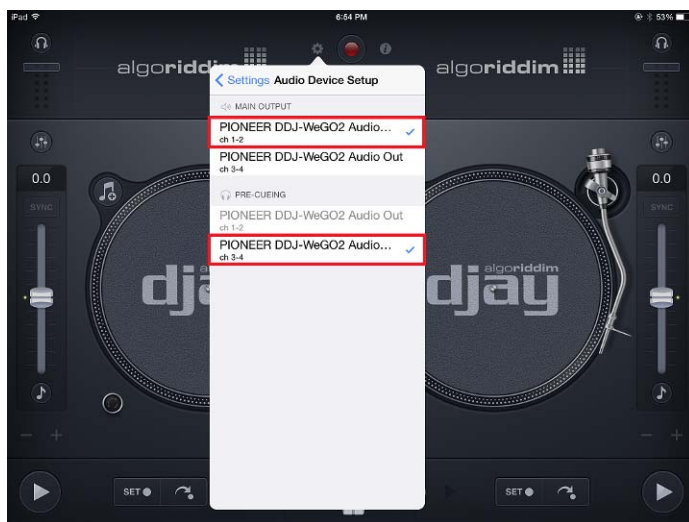 iPad
6:54 PM
53%
algoriddim
algoriddim
Settings
Audio Device Setup
MAIN OUTPUT
PIONEER DDJ-WeGO2 Audio...
ch 1-2
PIONEER DDJ-WeGO2 Audio Out
ch 3-4
PRE-CUEING
PIONEER DDJ-WeGO2 Audio Out
ch 1-2
PIONEER DDJ-WeGO2 Audio...
ch 3-4
0.0
0.0
SYNC
SYNC
algoriddim
djay
SET
SET